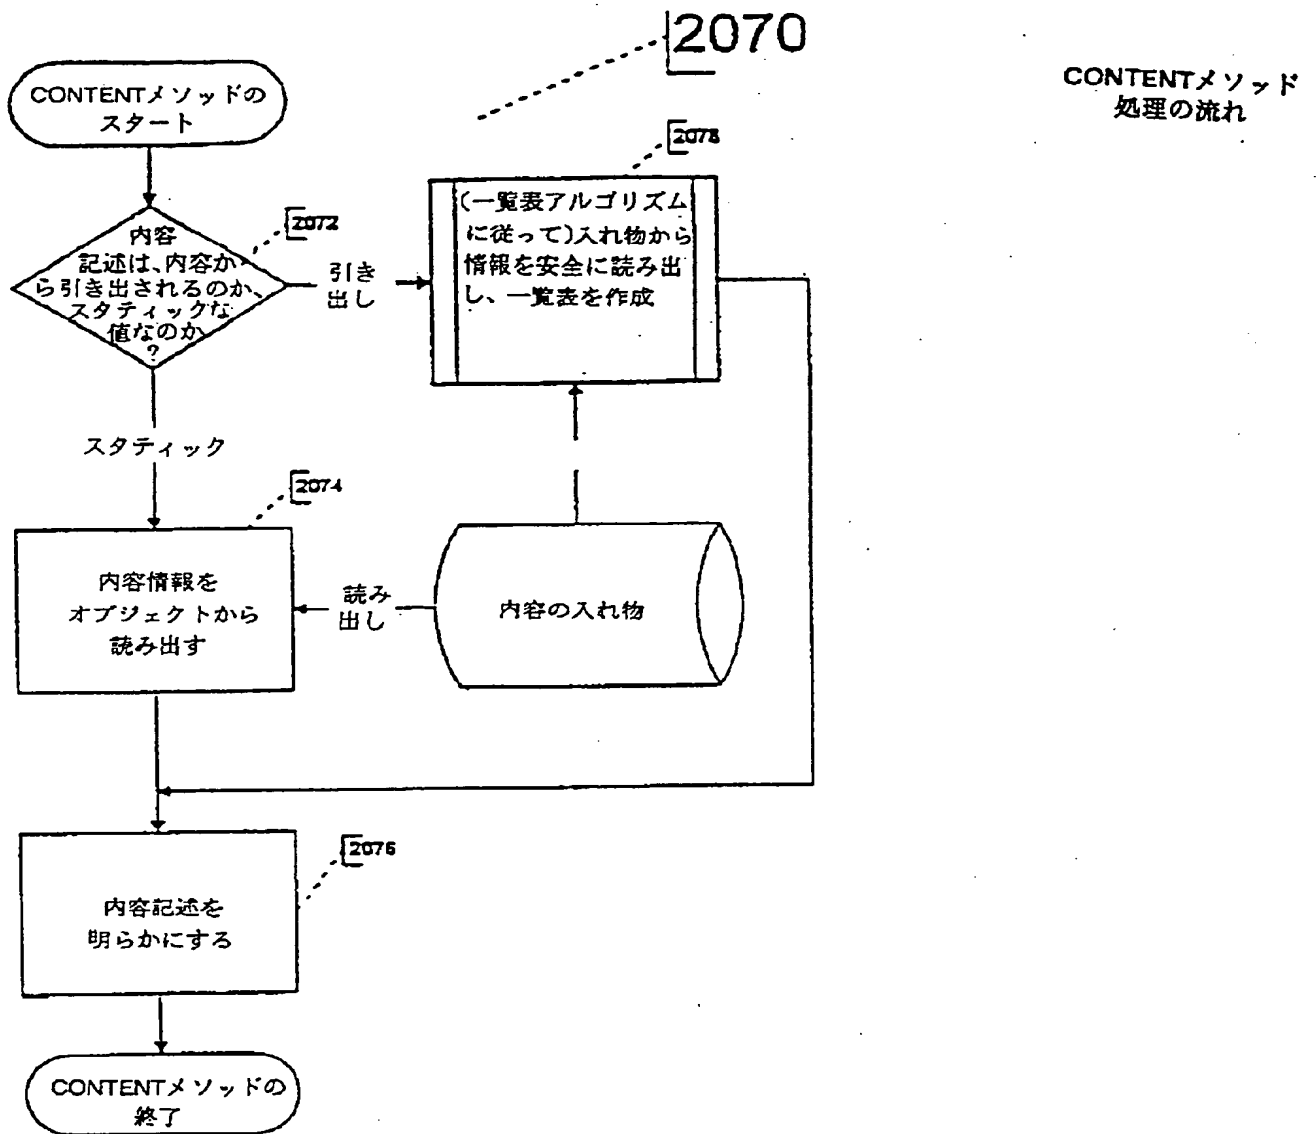 2070
CONTENTメソッド
処理の流れ
CONTENTメソッドの
スタート
2078
(一覧表アルゴリズム
に従って)入れ物から
情報を安全に読み出
し、一覧表を作成
2072
内容
記述は、内容か
ら引き出されるのか、
スタティックな
値なのか
?
引き
出し
スタティック
2074
内容情報を
オブジェクトから
読み出す
読み
出し
内容の入れ物
2076
内容記述を
明らかにする
CONTENTメソッドの
終了